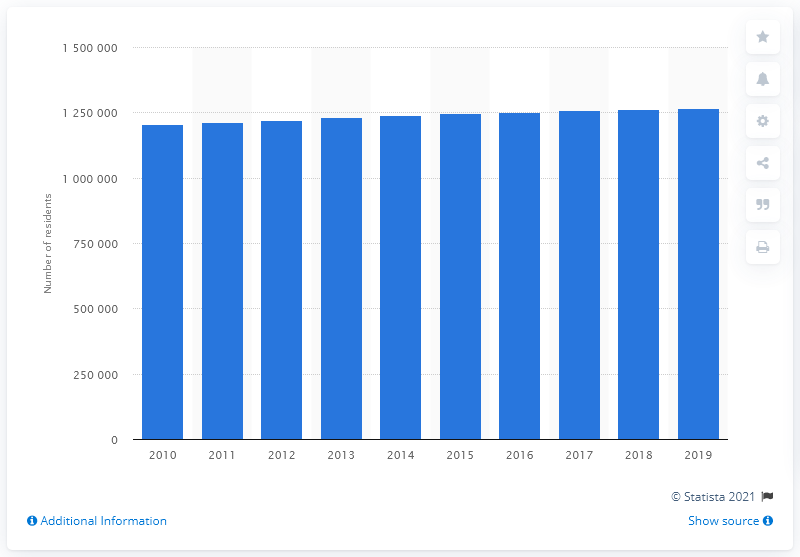 1 500 000
1 250 000
1 000 000
750 000
500 000
250 000
0
Number of residents
2010 2011 2012 2013 2014 2015 2016 2017 2018 2019
© Statista 2021
Additional Information
Show source